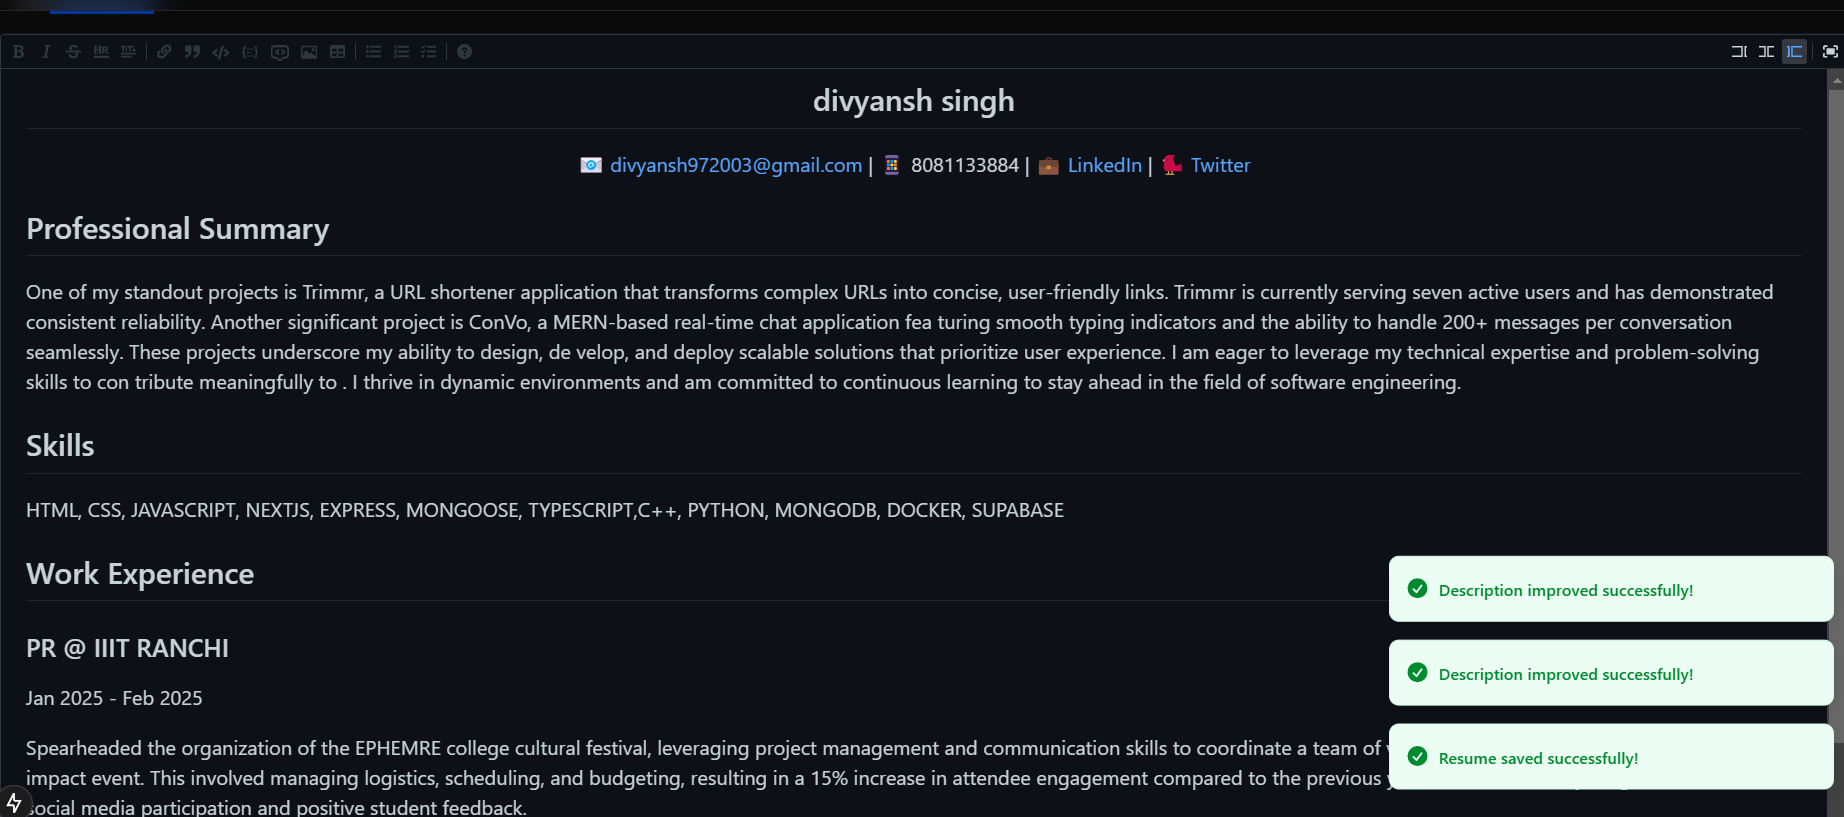 divyansh singh
divyansh972003@gmail.com | 8081133884 | LinkedIn | Twitter
Professional Summary
One of my standout projects is Trimmr, a URL shortener application that transforms complex URLs into concise, user-friendly links. Trimmr is currently serving seven active users and has demonstrated
consistent reliability. Another significant project is ConVo, a MERN-based real-time chat application fea turing smooth typing indicators and the ability to handle 200+ messages per conversation
seamlessly. These projects underscore my ability to design, de velop, and deploy scalable solutions that prioritize user experience. I am eager to leverage my technical expertise and problem-solving
skills to con tribute meaningfully to . I thrive in dynamic environments and am committed to continuous learning to stay ahead in the field of software engineering.
Skills
HTML, CSS, JAVASCRIPT, NEXTJS, EXPRESS, MONGOOSE, TYPESCRIPT,C++, PYTHON, MONGODB, DOCKER, SUPABASE
Work Experience
PR @ IIIT RANCHI
Jan 2025 - Feb 2025
Spearheaded the organization of the EPHEMRE college cultural festival, leveraging project management and communication skills to coordinate a team of
impact event. This involved managing logistics, scheduling, and budgeting, resulting in a 15% increase in attendee engagement compared to the previous
social media participation and positive student feedback.
Description improved successfully!
Description improved successfully!
Resume saved successfully!